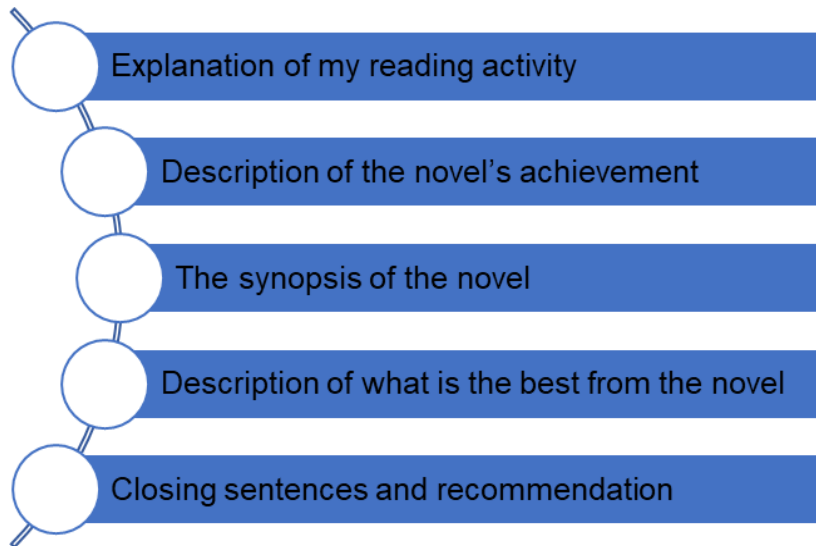 Explanation of my reading activity
Description of the novel’s achievement
The synopsis of the novel
Description of what is the best from the novel
Closing sentences and recommendation